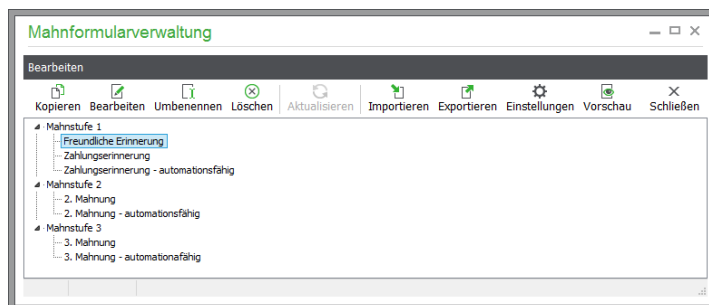 Mahnformularverwaltung
Bearbeiten
Kopieren Bearbeiten Umbenennen Löschen Aktualisieren Importieren Exportieren Einstellungen Vorschau Schließen
Mahnstufe 1
Freundliche Erinnerung
Zahlungserinnerung
Zahlungserinnerung - automationsfähig
Mahnstufe 2
2. Mahnung
2. Mahnung - automationsfähig
Mahnstufe 3
3. Mahnung
3. Mahnung - automationafähig